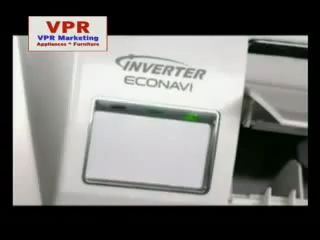 VPR
VPR Marketing
Appliances * Furniture
INVERTER
ECONAVI